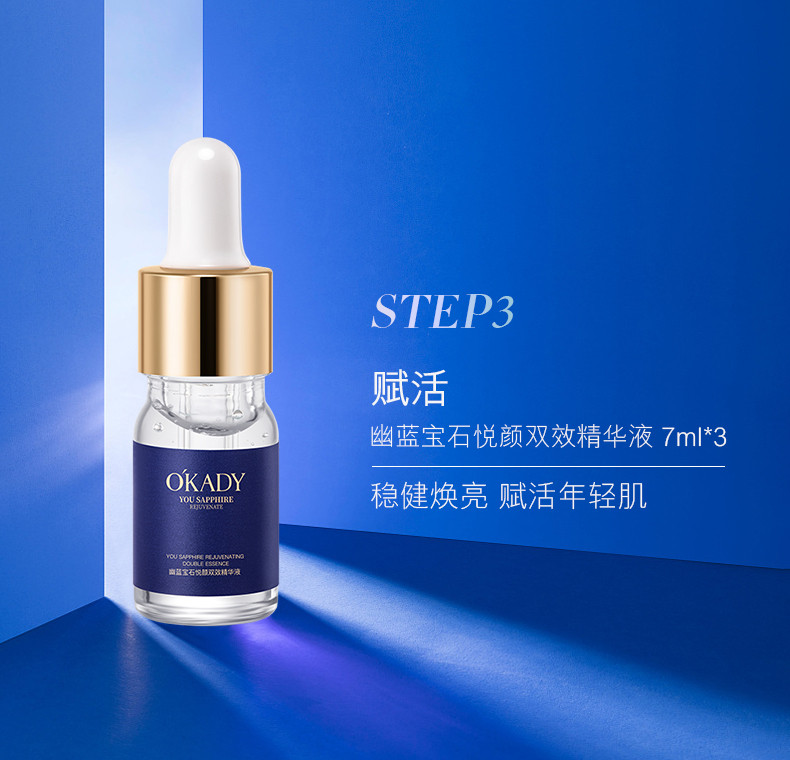 O'KADY
YOU SAPPHIRE
REJUVENATE
YOU SAPPHIRE REJUVENATING
DOUBLE ESSENCE
幽蓝宝石悦颜双效精华液
STEP3
赋活
幽蓝宝石悦颜双效精华液 7ml*3
稳健焕亮 赋活年轻肌